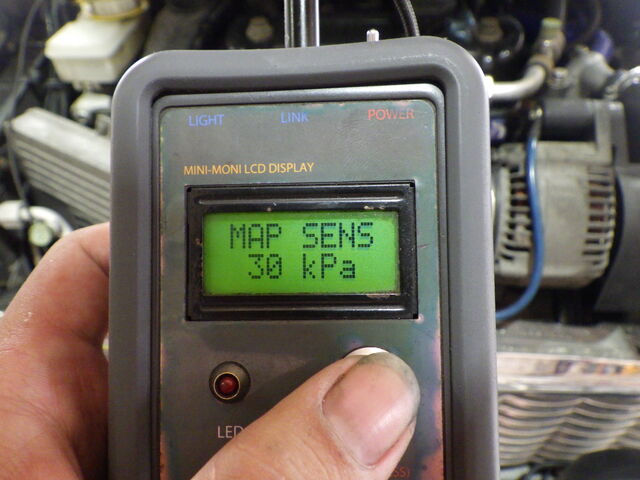 LIGHT LINK POWER
MINI-MONI LCD DISPLAY
MAP SENS
30 kPa
LED